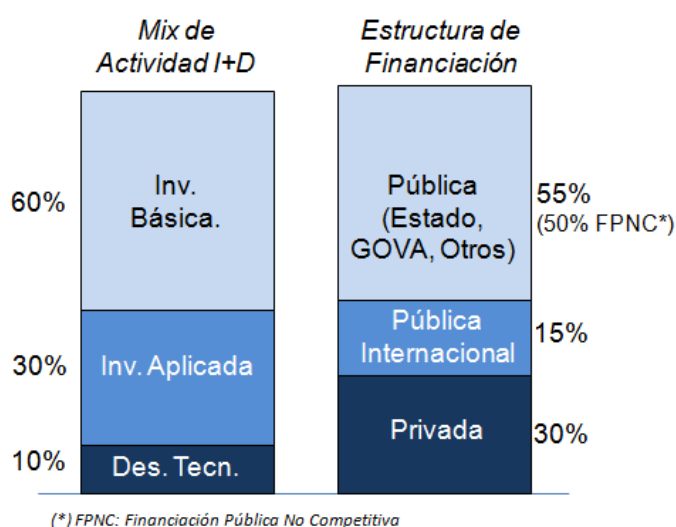 Mix de
Actividad I+D
Estructura de
Financiación
60%
Inv.
Básica.
Pública
(Estado,
GOVA, Otros)
55%
(50% FPNC*)
30%
Inv. Aplicada
Pública
Internacional
15%
10%
Des. Tecn.
Privada
30%
(*) FPNC: Financiación Pública No Competitiva